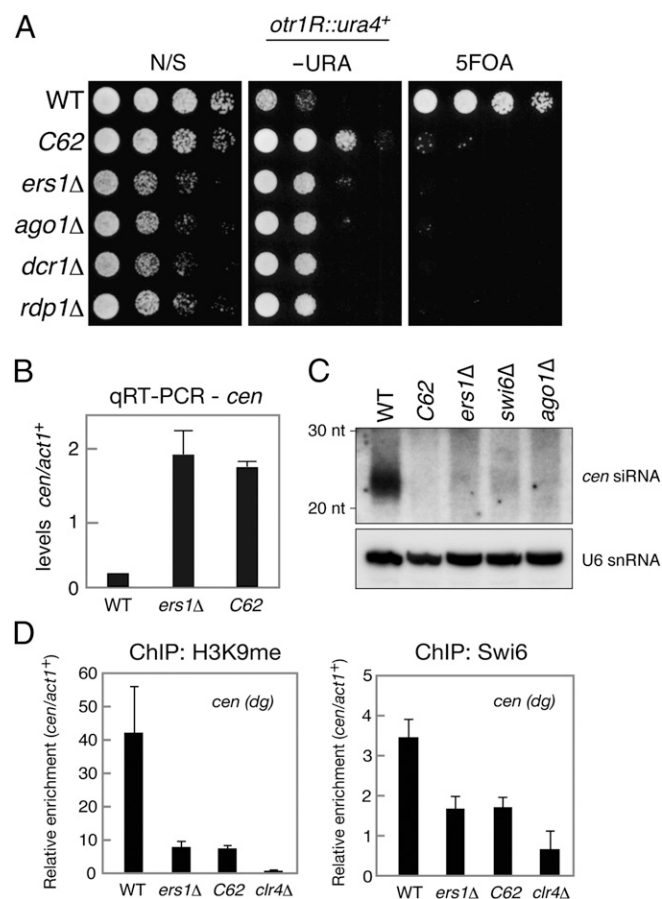 A
otr1R::ura4⁺
N/S
−URA
5FOA
WT
C62
ers1Δ
ago1Δ
dcr1Δ
rdp1Δ
B
qRT-PCR - cen
levels cen/act1⁺
2
1
0
WT
ers1Δ
C62
C
WT
C62
ers1Δ
swi6Δ
ago1Δ
30 nt
20 nt
cen siRNA
U6 snRNA
D
ChIP: H3K9me
cen (dg)
Relative enrichment (cen/act1⁺)
60
50
40
30
20
10
0
WT
ers1Δ
C62
clr4Δ
ChIP: Swi6
cen (dg)
Relative enrichment (cen/act1⁺)
5
4
3
2
1
0
WT
ers1Δ
C62
clr4Δ